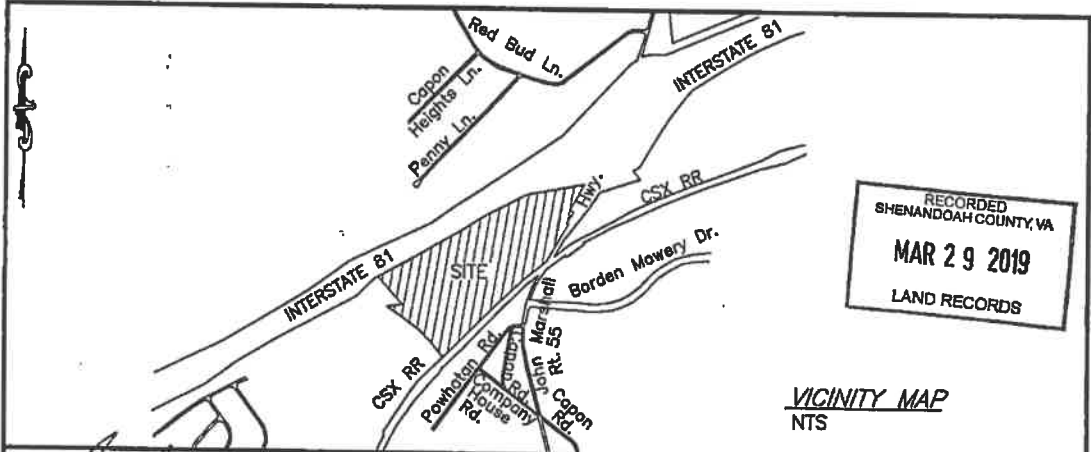 Red Bud Ln.
INTERSTATE 81
Capon
Heights Ln.
Penny Ln.
Hwy.
CSX RR
RECORDED
SHENANDOAH COUNTY, VA
MAR 29 2019
LAND RECORDS
SITE
INTERSTATE 81
Borden Mowery Dr.
John Marshall
Rt. 55
CSX RR
Powhatan Rd.
Capon
Rd.
Company
House
Rd.
Capon
Rd.
VICINITY MAP
NTS